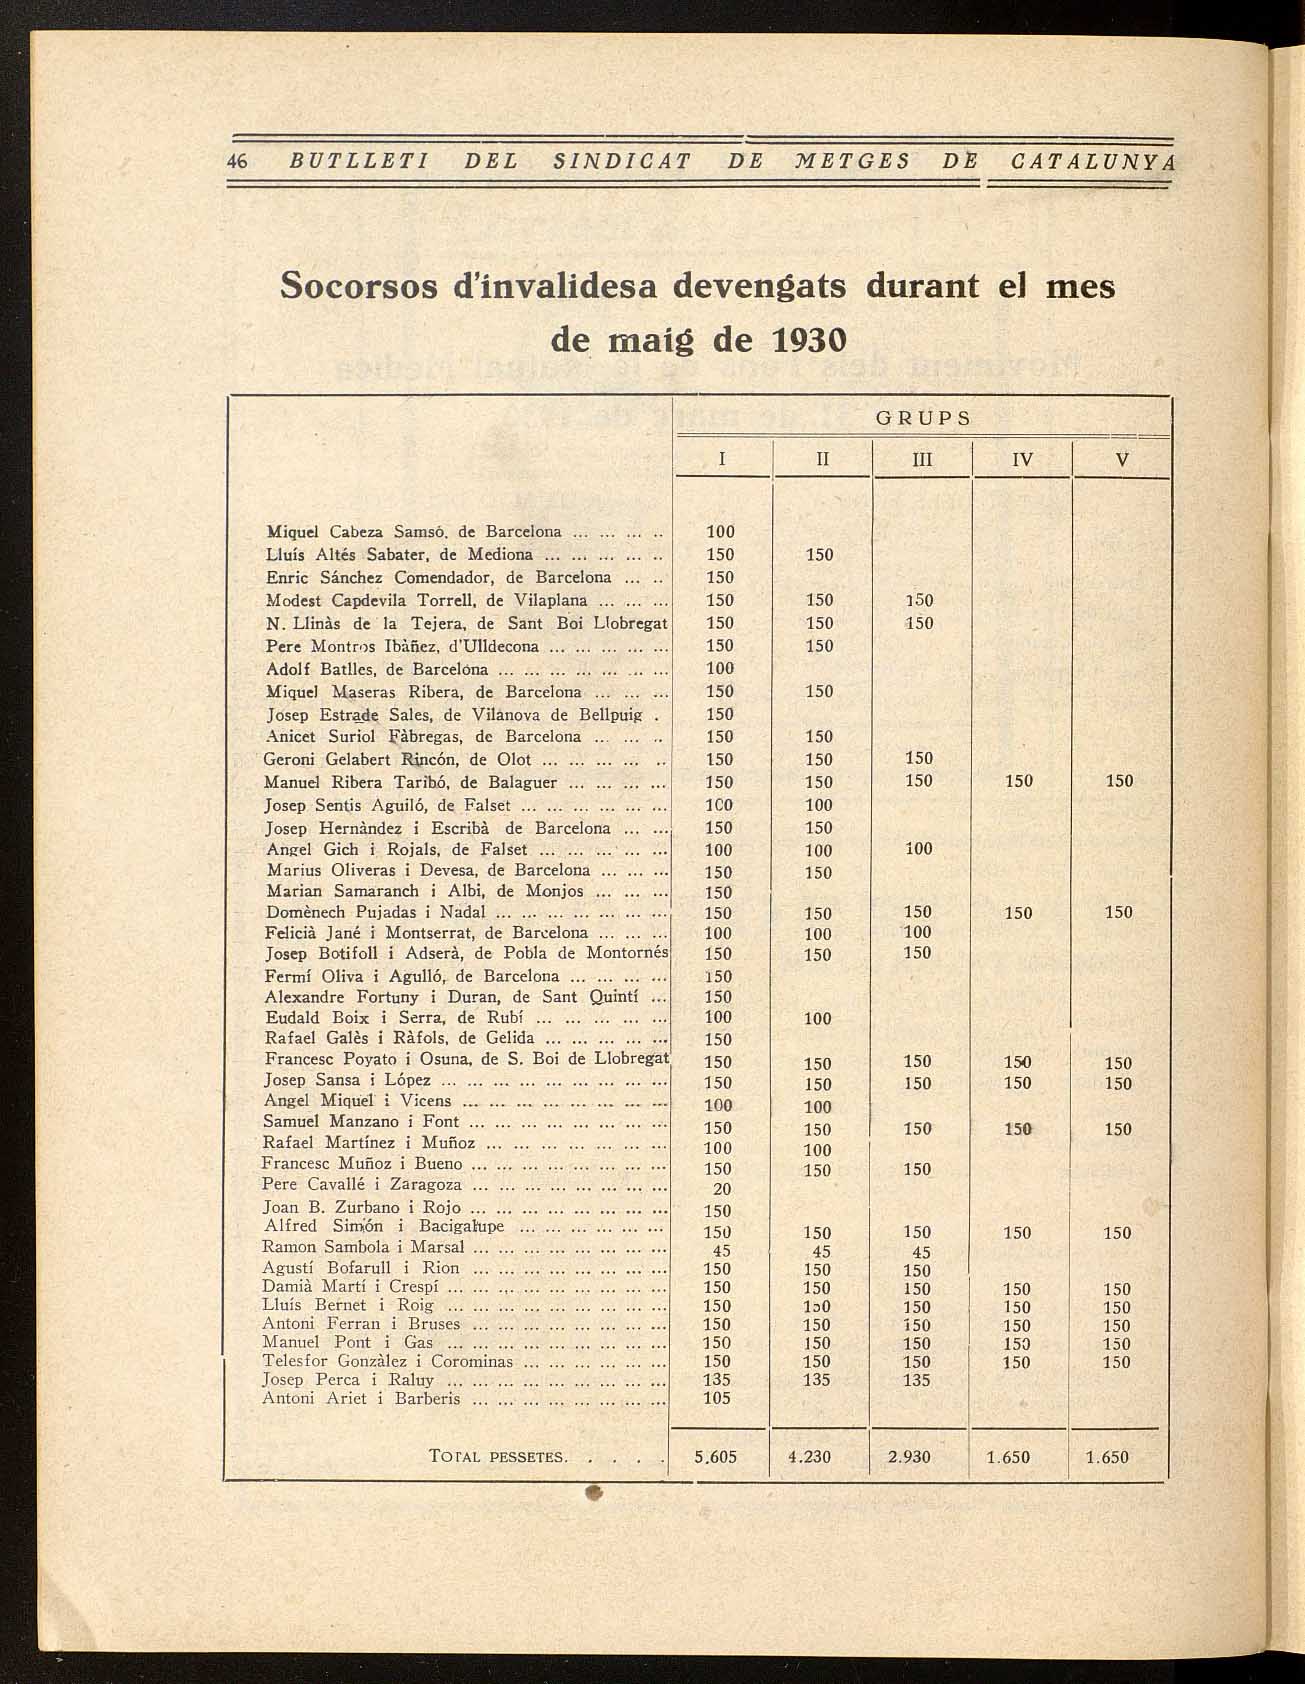 46 BUTLLETI DEL SINDICAT DE METGES DE CATALUNYA
Socorsos d'invalidesa devengats durant el mes
de maig de 1930
GRUPS
I II III IV V
Miquel Cabeza Samsó. de Barcelona ... ... ... .. 100
Lluís Altés Sabater, de Mediona ... ... ... ... .. 150 150
Enric Sánchez Comendador, de Barcelona ... .. 150
Modest Capdevila Torrell, de Vilaplana ... ... ... 150 150 150
N. Llinàs de la Tejera, de Sant Boi Llobregat 150 150 150
Pere Montros Ibàñez, d'Ulldecona ... ... ... ... ... 150 150
Adolf Batlles, de Barcelona ... ... ... ... ... ... ... 100
Miquel Maseras Ribera, de Barcelona ... ... ... 150 150
Josep Estrade Sales, de Vilanova de Bellpuig . 150
Anicet Suriol Fàbregas, de Barcelona ... ... .. 150 150
Geroni Gelabert Rincón, de Olot ... ... ... ... .. 150 150 150
Manuel Ribera Taribó, de Balaguer ... ... ... ... 150 150 150 150 150
Josep Sentis Aguiló, de Falset ... ... ... ... ... ... 100 100
Josep Hernàndez i Escribà de Barcelona ... ... 150 150
Angel Gich i Rojals, de Falset ... ... ... ... ... 100 100 100
Marius Oliveras i Devesa, de Barcelona ... ... ... 150 150
Marian Samaranch i Albi, de Monjos ... ... ... 150
Domènech Pujadas i Nadal ... ... ... ... ... ... ... 150 150 150 150 150
Felicià Jané i Montserrat, de Barcelona ... ... ... 100 100 100
Josep Botifoll i Adserà, de Pobla de Montornés 150 150 150
Fermí Oliva i Agulló, de Barcelona ... ... ... ... 150
Alexandre Fortuny i Duran, de Sant Quintí ... 150
Eudald Boix i Serra, de Rubí ... ... ... ... ... 100 100
Rafael Galès i Ràfols, de Gelida ... ... ... ... ... 150
Francesc Poyato i Osuna, de S. Boi de Llobregat 150 150 150 150 150
Josep Sansa i López ... ... ... ... ... ... ... ... ... 150 150 150 150 150
Angel Miquel i Vicens ... ... ... ... ... ... ... ... 100 100
Samuel Manzano i Font ... ... ... ... ... ... ... ... 150 150 150 150 150
Rafael Martínez i Muñoz ... ... ... ... ... ... ... 100 100
Francesc Muñoz i Bueno ... ... ... ... ... ... ... ... 150 150 150
Pere Cavallé i Zaragoza ... ... ... ... ... ... ... ... 20
Joan B. Zurbano i Rojo ... ... ... ... ... ... ... ... 150
Alfred Simón i Bacigalupe ... ... ... ... ... ... 150 150 150 150 150
Ramon Sambola i Marsal ... ... ... ... ... ... ... ... 45 45 45
Agustí Bofarull i Rion ... ... ... ... ... ... ... ... 150 150 150
Damià Martí i Crespí ... ... ... ... ... ... ... ... ... 150 150 150 150 150
Lluís Bernet i Roig ... ... ... ... ... ... ... ... ... 150 150 150 150 150
Antoni Ferran i Bruses ... ... ... ... ... ... ... ... 150 150 150 150 150
Manuel Pont i Gas ... ... ... ... ... ... ... ... ... 150 150 150 150 150
Telesfor Gonzàlez i Corominas ... ... ... ... ... ... 150 150 150 150 150
Josep Perca i Raluy ... ... ... ... ... ... ... ... ... 135 135 135
Antoni Ariet i Barberis ... ... ... ... ... ... ... ... 105
TOTAL PESSETES. . . . . 5.605 4.230 2.930 1.650 1.650